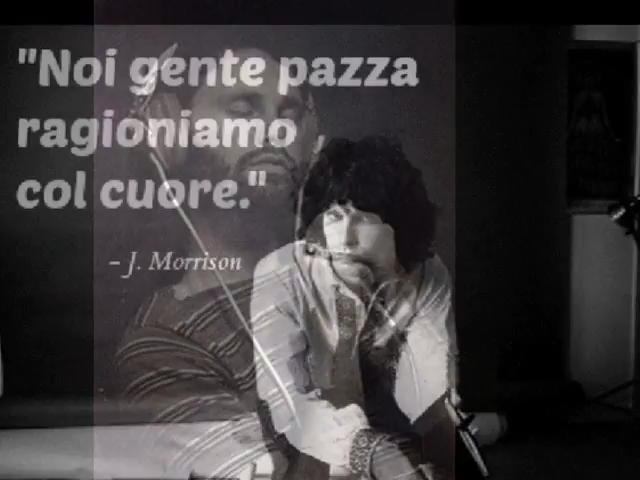 "Noi gente pazza
ragioniamo
col cuore."
- J. Morrison